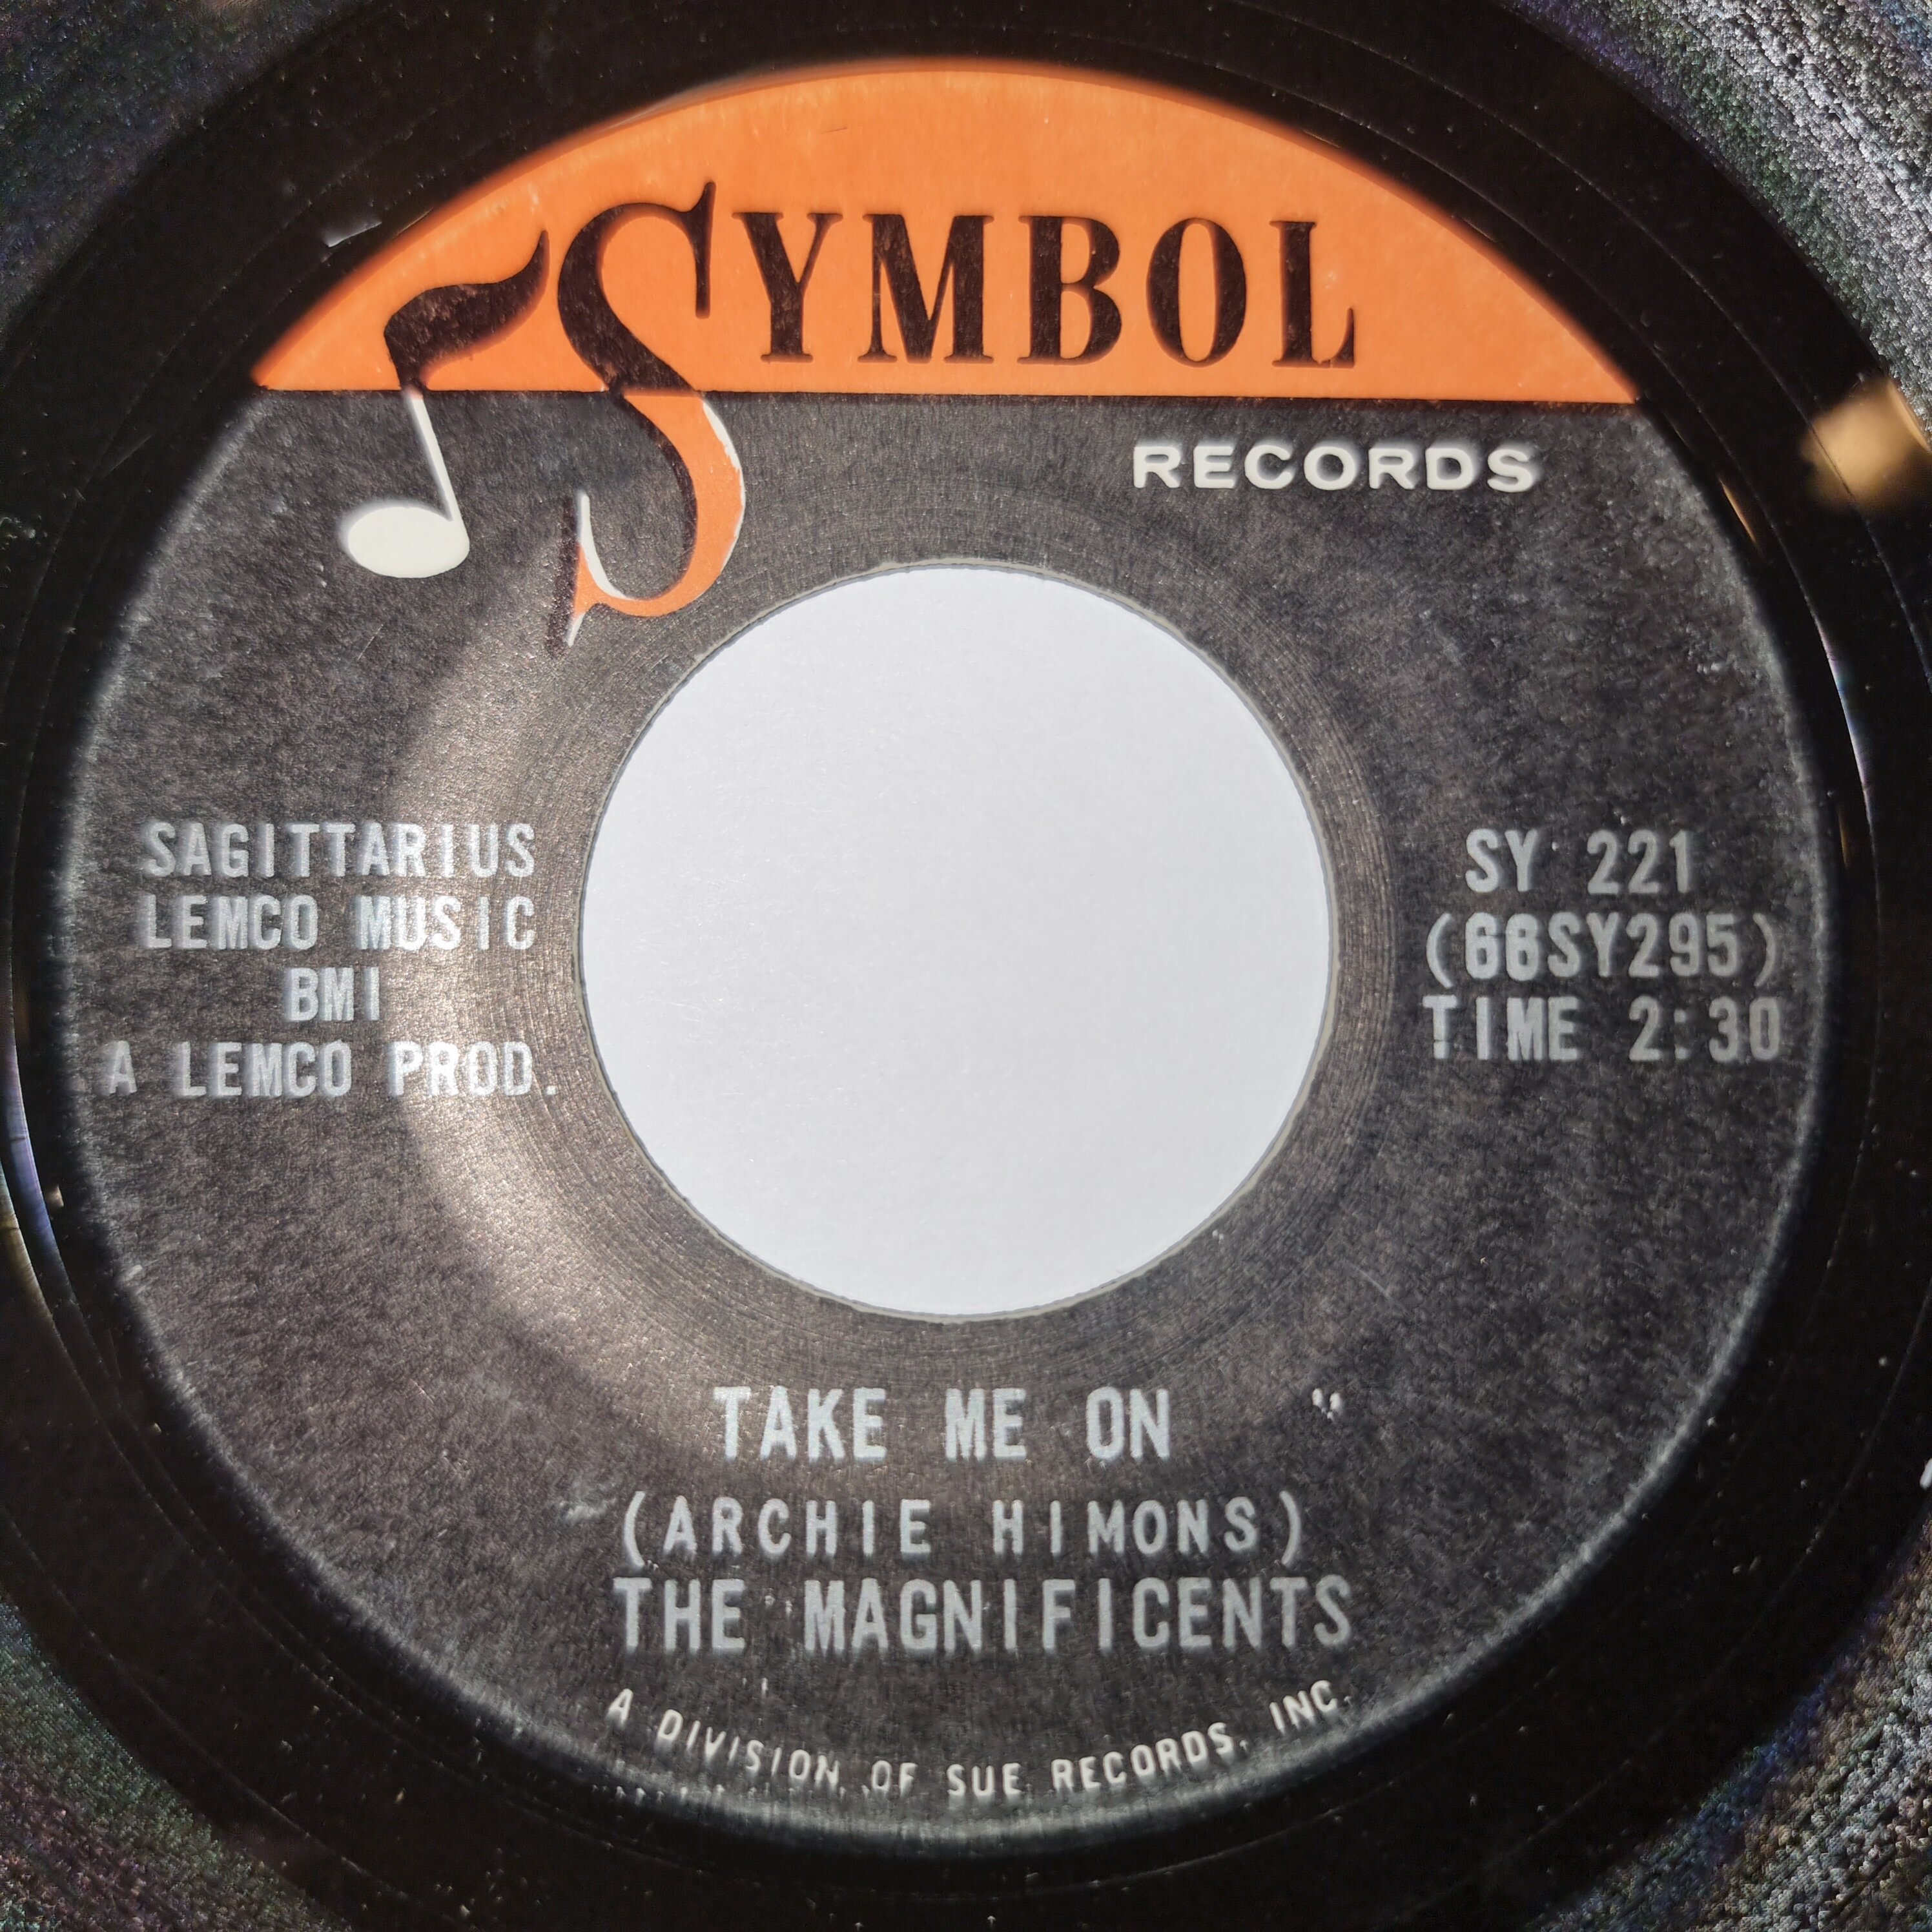 SYMBOL
RECORDS
SAGITTARIUS
LEMCO MUSIC
BMI
A LEMCO PROD.
SY 221
(66SY295)
TIME 2:30
TAKE ME ON
(ARCHIE HIMONS)
THE MAGNIFICENTS
A DIVISION OF SUE RECORDS, INC.